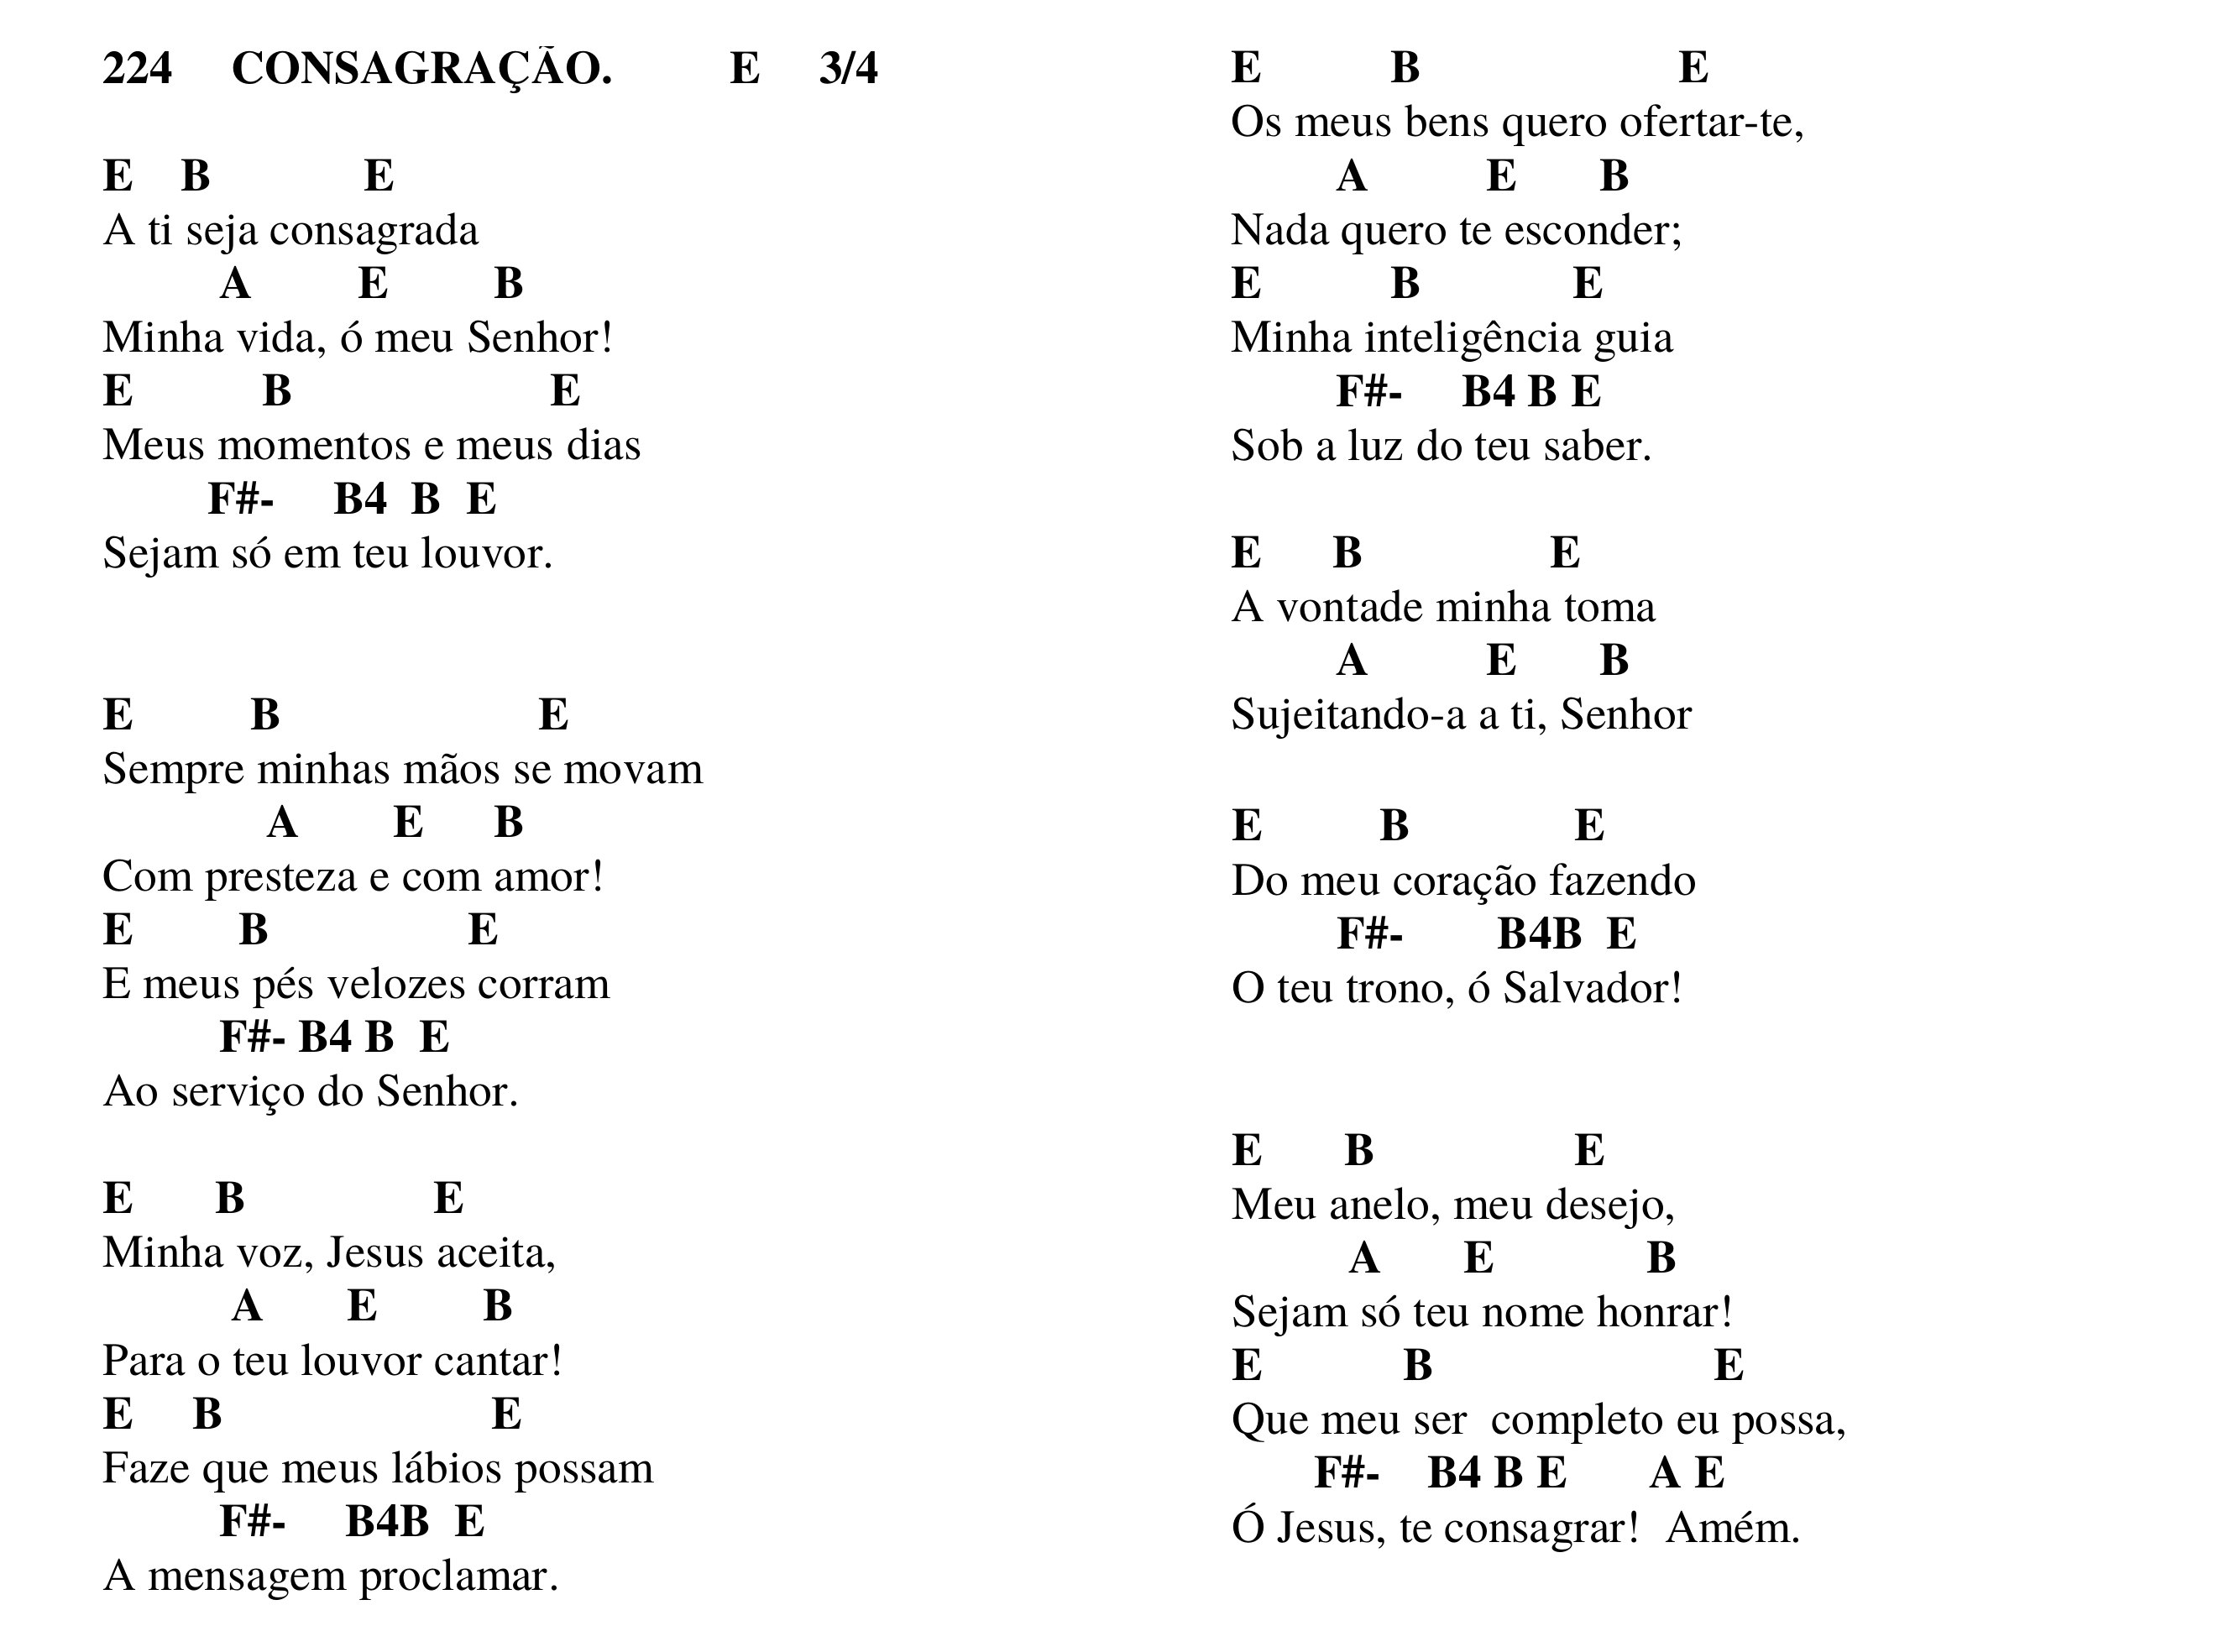 224     CONSAGRAÇÃO.          E     3/4
E    B             E
A ti seja consagrada
          A         E         B
Minha vida, ó meu Senhor!
E           B                      E
Meus momentos e meus dias
         F#-     B4  B  E
Sejam só em teu louvor.
E          B                      E
Sempre minhas mãos se movam
              A        E      B
Com presteza e com amor!
E         B                 E
E meus pés velozes corram
          F#- B4 B  E
Ao serviço do Senhor.
E       B                E
Minha voz, Jesus aceita,
           A       E         B
Para o teu louvor cantar!
E     B                       E
Faze que meus lábios possam
          F#-     B4B  E
A mensagem proclamar.
E           B                      E
Os meus bens quero ofertar-te,
         A          E       B
Nada quero te esconder;
E           B             E
Minha inteligência guia
         F#-     B4 B E
Sob a luz do teu saber.
E      B                E
A vontade minha toma
         A          E       B
Sujeitando-a a ti, Senhor
E          B              E
Do meu coração fazendo
         F#-        B4B  E
O teu trono, ó Salvador!
E       B                 E
Meu anelo, meu desejo,
          A       E             B
Sejam só teu nome honrar!
E            B                        E
Que meu ser  completo eu possa,
       F#-    B4 B E       A E
Ó Jesus, te consagrar!  Amém.